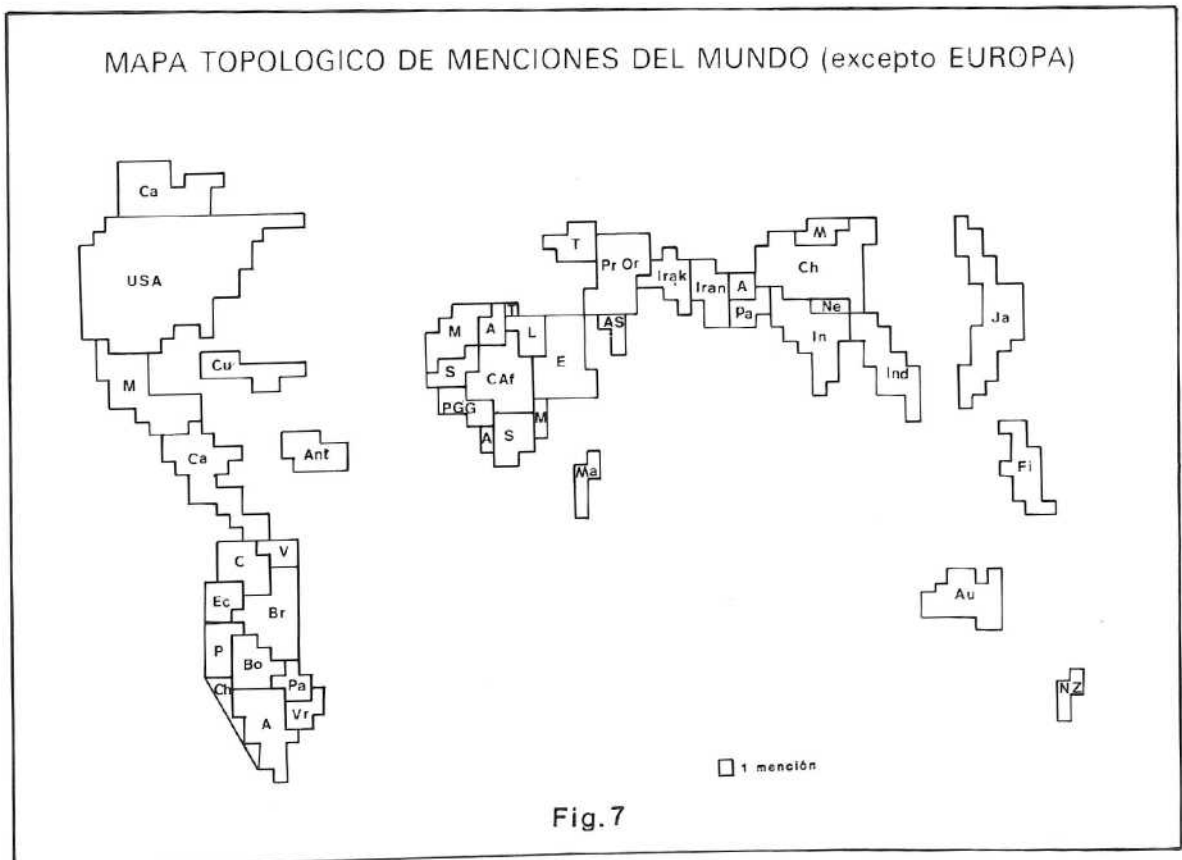 MAPA TOPOLOGICO DE MENCIONES DEL MUNDO (excepto EUROPA)
Ca
USA
M
Cu
Ca
Ant
C
V
Ec
Br
P
Bo
Ch
Pa
A
Vr
T
Pr Or
Irak
Iran
A
Pa
M
Ch
Ne
In
Ind
Ja
M
A
T
L
AS
E
S
CAf
PGG
A
S
M
Ma
Fi
Au
NZ
1 mención
Fig.7